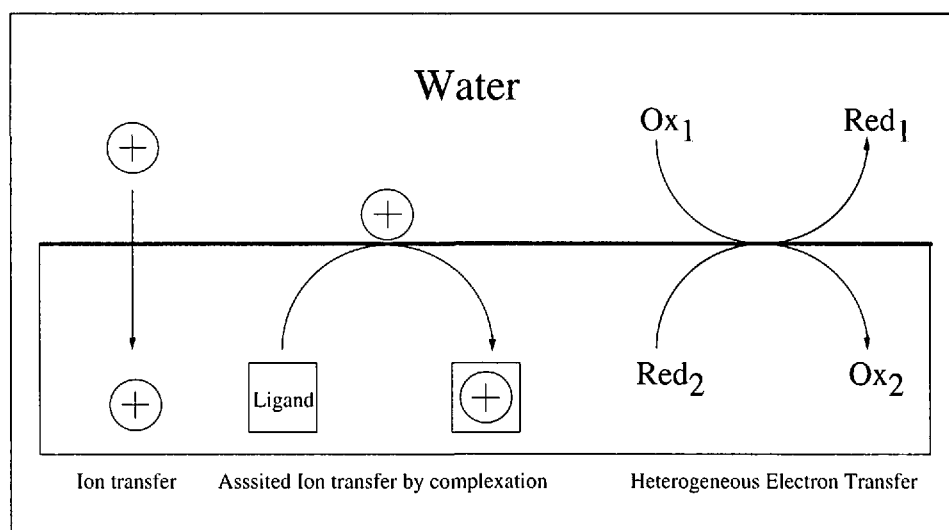 Water
Ox1
Red1
Ligand
Red2
Ox2
Ion transfer
Asssited Ion transfer by complexation
Heterogeneous Electron Transfer